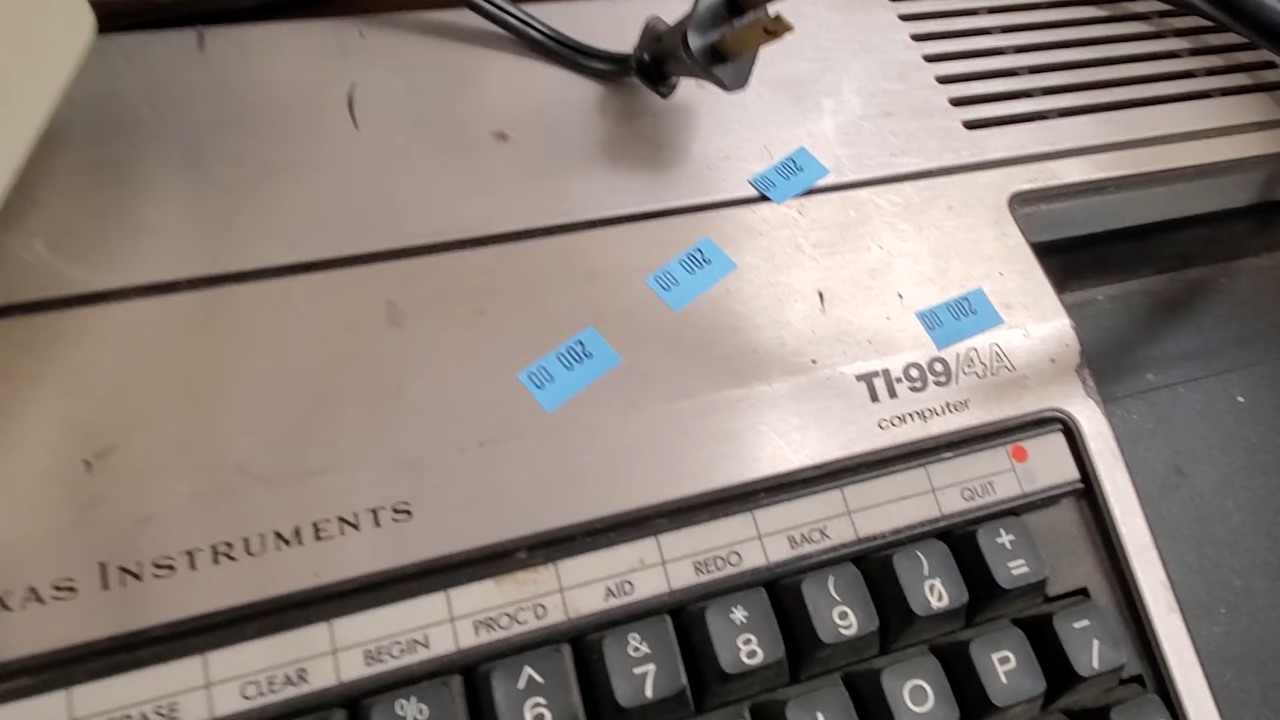 200 00
200 00
200 00
200 00
TI-99/4A
computer
XAS INSTRUMENTS
QUIT
BACK
REDO
AID
PROC'D
BEGIN
CLEAR
RASE
+ =
) 0
( 9
* 8
& 7
^ 6
%
- /
P
O